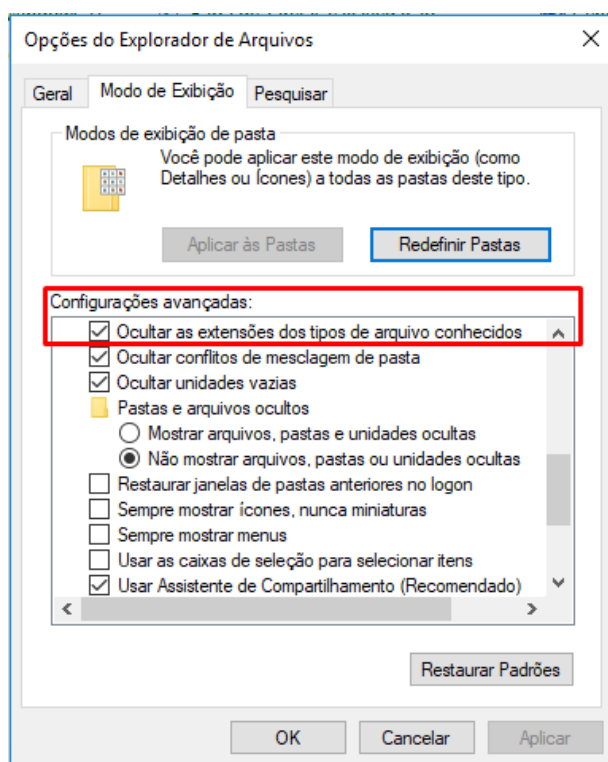 Opções do Explorador de Arquivos
Geral
Modo de Exibição
Pesquisar
Modos de exibição de pasta
Você pode aplicar este modo de exibição (como
Detalhes ou Ícones) a todas as pastas deste tipo.
Aplicar às Pastas
Redefinir Pastas
Configurações avançadas:
Ocultar as extensões dos tipos de arquivo conhecidos
Ocultar conflitos de mesclagem de pasta
Ocultar unidades vazias
Pastas e arquivos ocultos
Mostrar arquivos, pastas e unidades ocultas
Não mostrar arquivos, pastas ou unidades ocultas
Restaurar janelas de pastas anteriores no logon
Sempre mostrar ícones, nunca miniaturas
Sempre mostrar menus
Usar as caixas de seleção para selecionar itens
Usar Assistente de Compartilhamento (Recomendado)
Restaurar Padrões
OK
Cancelar
Aplicar